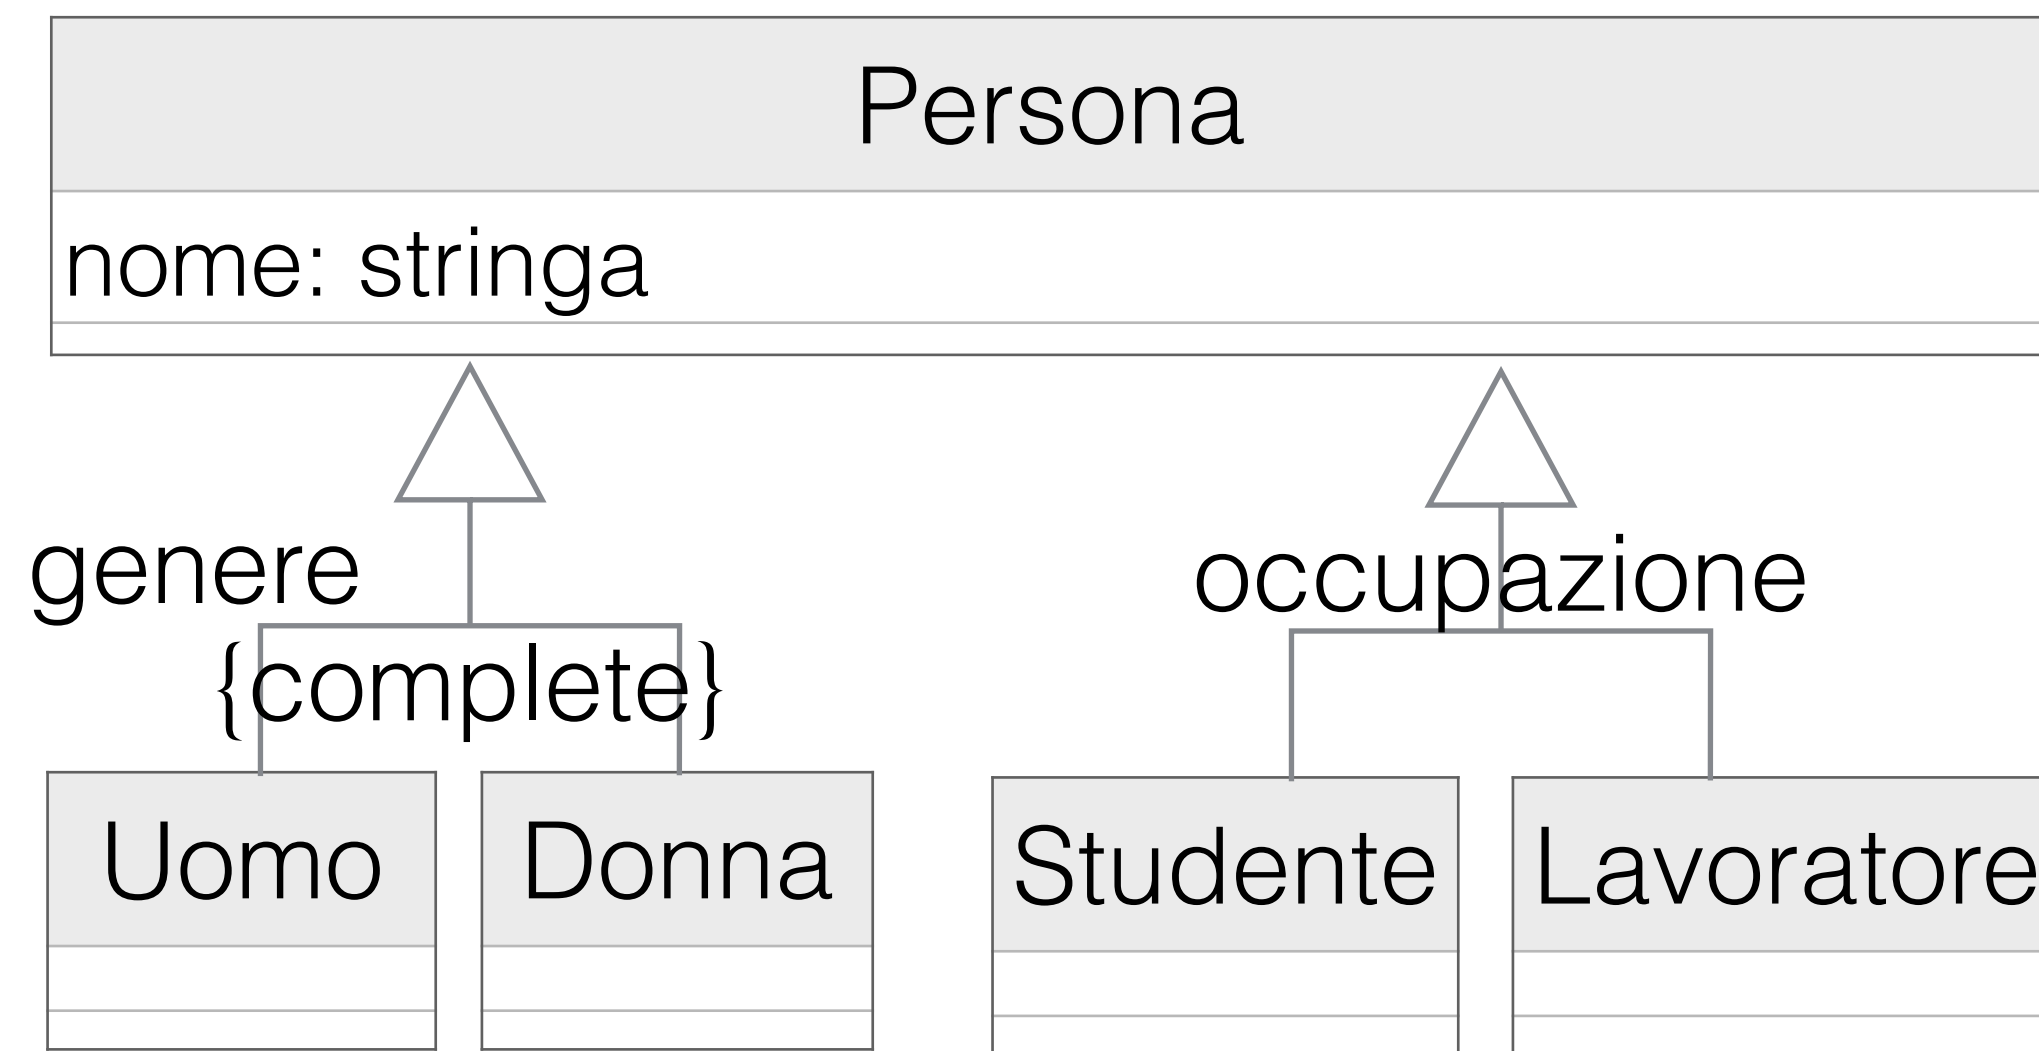 Persona
nome: stringa
genere
occupazione
{complete}
Uomo
Donna
Studente
Lavoratore